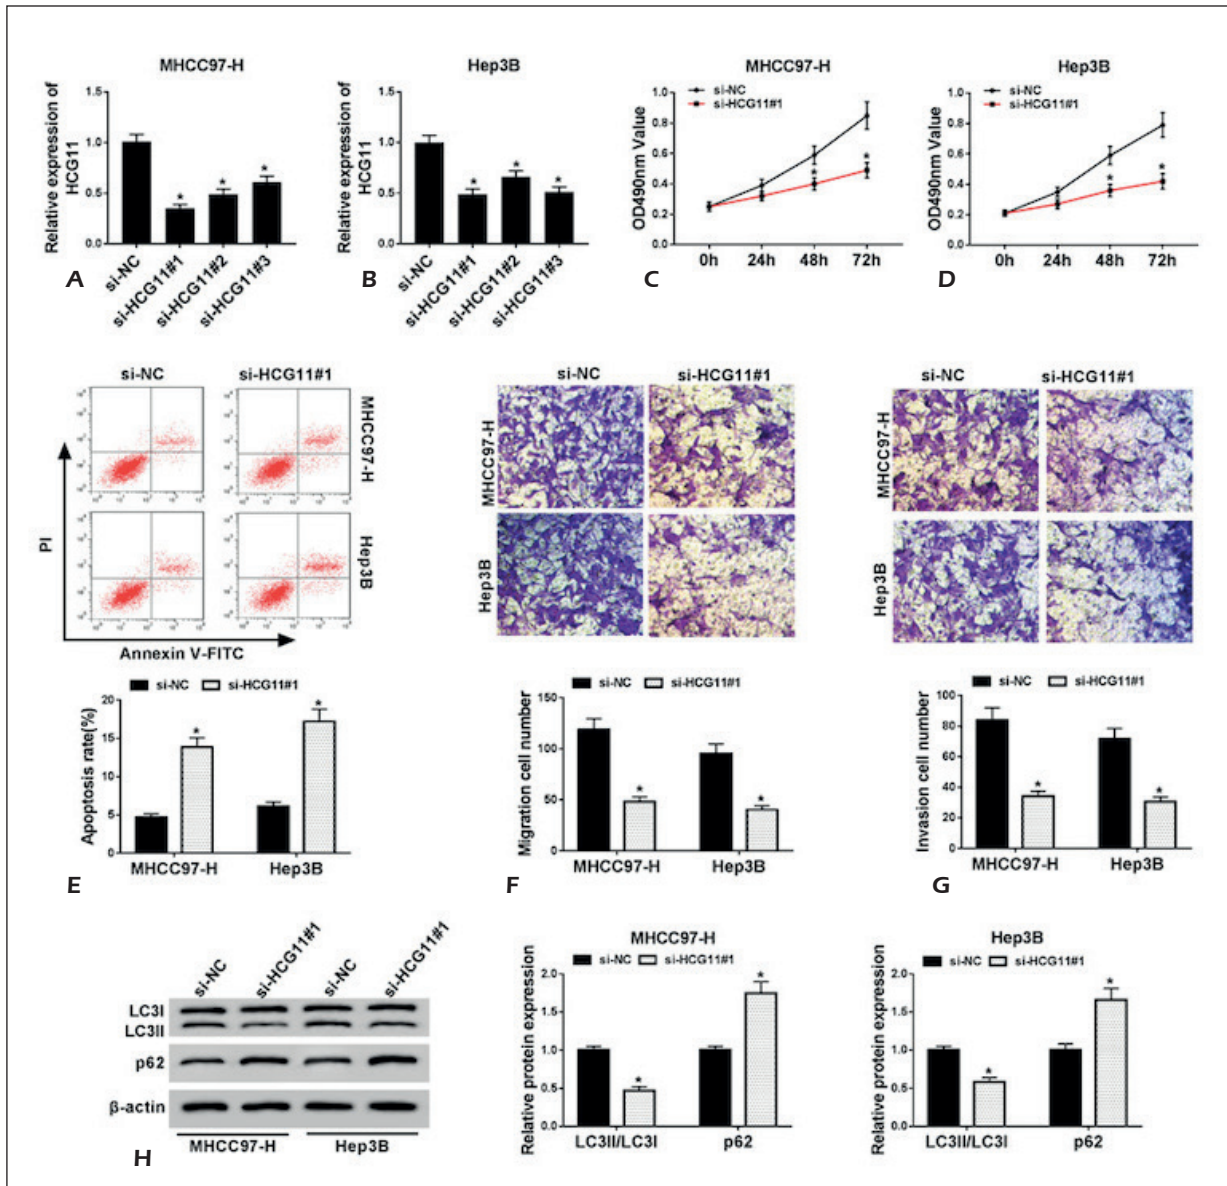 MHCC97-H
Relative expression of
HCG11
1.5
1.0
0.5
0.0
*
*
*
si-NC
si-HCG11#1
si-HCG11#2
si-HCG11#3
A
Hep3B
Relative expression of
HCG11
1.5
1.0
0.5
0.0
*
*
*
si-NC
si-HCG11#1
si-HCG11#2
si-HCG11#3
B
MHCC97-H
si-NC
si-HCG11#1
OD490nm Value
1.0
0.8
0.6
0.4
0.2
0.0
*
*
0h 24h 48h 72h
C
Hep3B
si-NC
si-HCG11#1
OD490nm Value
1.0
0.8
0.6
0.4
0.2
0.0
*
*
0h 24h 48h 72h
D
si-NC si-HCG11#1
MHCC97-H
Hep3B
PI
Annexin V-FITC
si-NC si-HCG11#1
Apoptosis rate(%)
20
15
10
5
0
*
*
MHCC97-H Hep3B
E
si-NC si-HCG11#1
MHCC97-H
Hep3B
si-NC si-HCG11#1
Migration cell number
150
100
50
0
*
*
MHCC97-H Hep3B
F
si-NC si-HCG11#1
MHCC97-H
Hep3B
si-NC si-HCG11#1
Invasion cell number
100
80
60
40
20
0
*
*
MHCC97-H Hep3B
G
si-NC si-HCG11#1 si-NC si-HCG11#1
LC3I
LC3II
p62
β-actin
MHCC97-H Hep3B
H
MHCC97-H
si-NC si-HCG11#1
Relative protein expression
2.0
1.5
1.0
0.5
0.0
*
*
LC3II/LC3I p62
Hep3B
si-NC si-HCG11#1
Relative protein expression
2.0
1.5
1.0
0.5
0.0
*
*
LC3II/LC3I p62